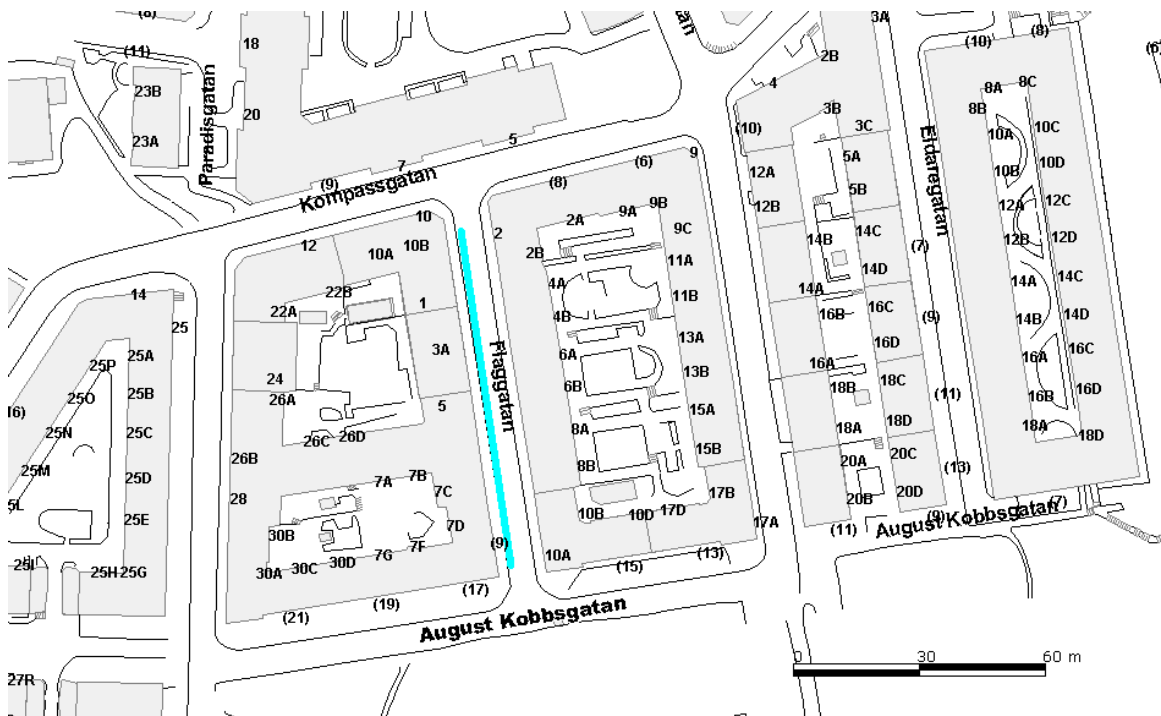 (8)
18
3A
(11)
2B
(10)
(8)
23B
20
23A
Paradisgatan
4
3B
8A
8C
8B
10A
10C
10B
10D
5
7
(9)
Kompassgatan
9
(6)
(8)
(10)
3C
5A
5B
12A
12B
Eldaregatan
12A
12C
12B
12D
10
12
10A
10B
2
2A
9A
9B
9C
2B
11A
14B
14C
14D
14A
(7)
14A
14C
14B
14D
14
25
22A
22B
1
3A
5
4A
4B
11B
13A
6A
13B
6B
15A
8A
15B
8B
Flaggatan
16B
16C
16D
16A
(9)
16A
16C
16B
16D
18B
18C
18A
18D
(11)
18A
18D
25P
25A
25O
25B
25N
25C
25M
25D
25E
16)
24
26A
26C
26D
26B
28
7A
7B
7C
7D
7F
7G
30B
30A
30C
30D
(9)
(17)
(19)
(21)
10B
10D
17D
17B
17A
10A
(15)
(13)
20A
20C
20B
20D
(13)
(11)
(9)
(7)
August Kobbsgatan
25I
25H
25G
August Kobbsgatan
27R
0
30
60 m